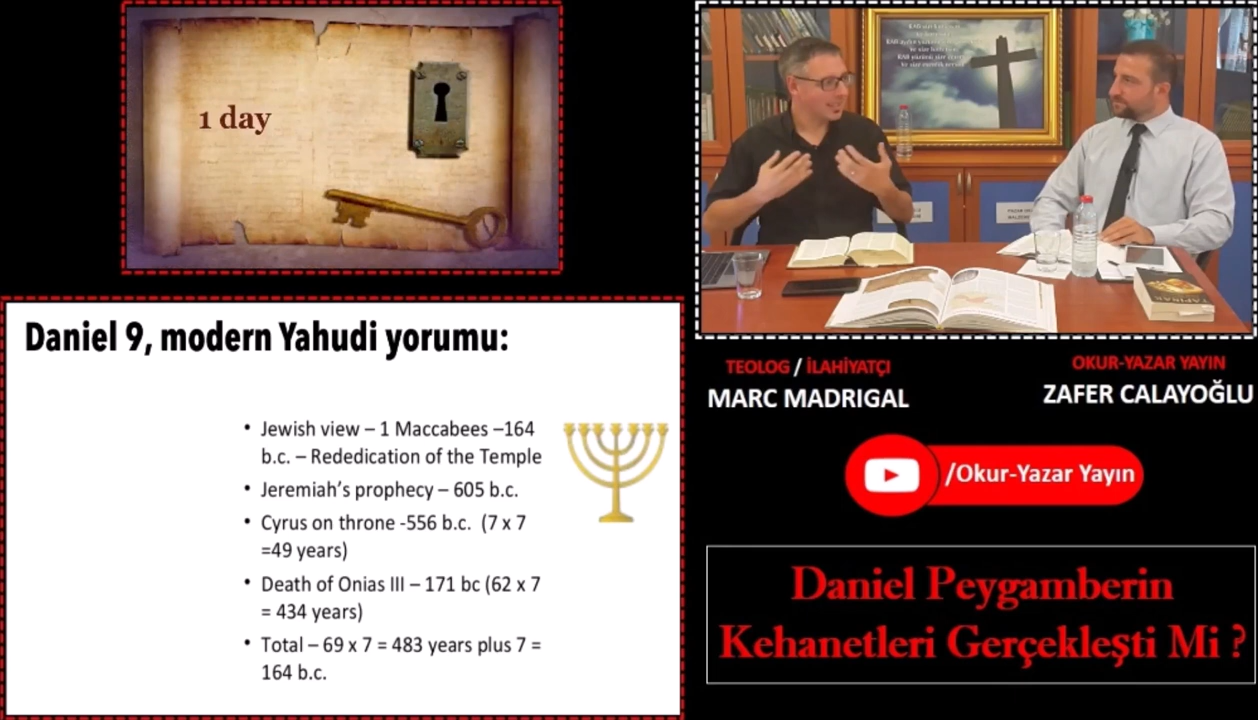 1 day
Daniel 9, modern Yahudi yorumu:
• Jewish view – 1 Maccabees –164
b.c. – Rededication of the Temple
• Jeremiah's prophecy – 605 b.c.
• Cyrus on throne -556 b.c. (7 x 7
=49 years)
• Death of Onias III – 171 bc (62 x 7
= 434 years)
• Total – 69 x 7 = 483 years plus 7 =
164 b.c.
TEOLOG / İLAHİYATÇI
MARC MADRIGAL
OKUR-YAZAR YAYIN
ZAFER CALAYOĞLU
/Okur-Yazar Yayın
Daniel Peygamberin
Kehanetleri Gerçekleşti Mi ?